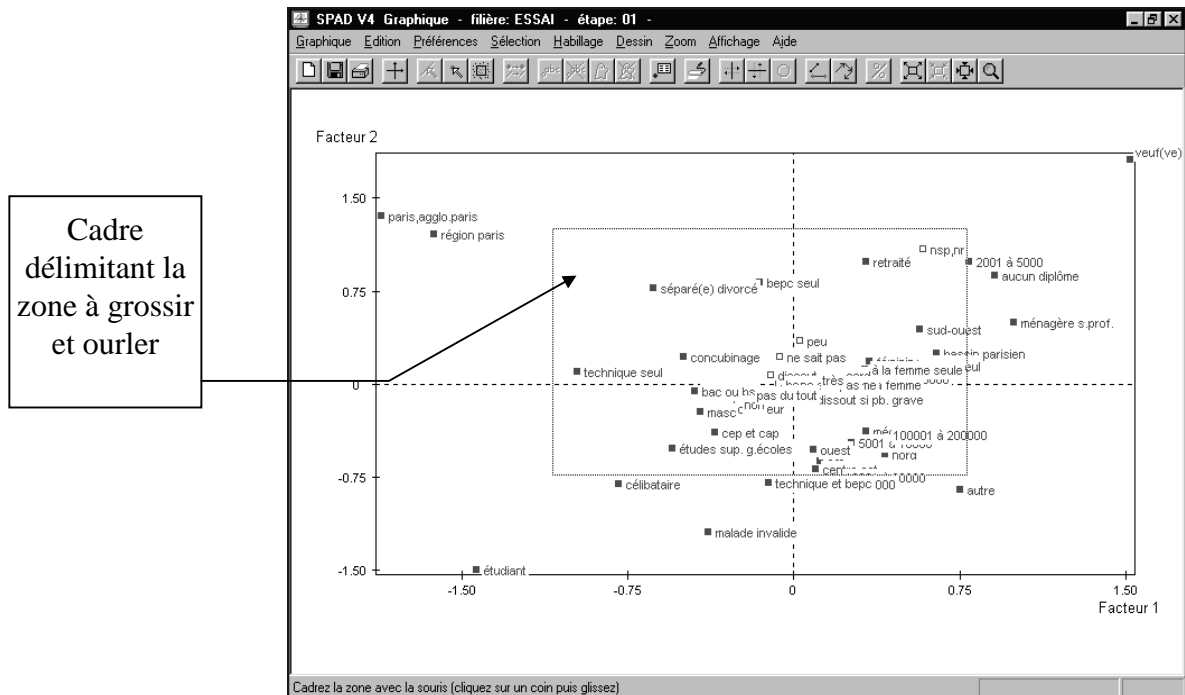 SPAD V4 Graphique - filière: ESSAI - étape: 01 -
Graphique Edition Préférences Sélection Habillage Dessin Zoom Affichage Aide
Cadre
délimitant la
zone à grossir
et ourler
Facteur 2
veuf(ve)
1.50
paris,agglo.paris
région paris
nsp,nr
retraité
2001 à 5000
aucun diplôme
0.75
séparé(e) divorcé
bepc seul
ménagère s.prof.
sud-ouest
peu
bassin parisien
concubinage
ne sait pas
à la femme seule
technique seul
très
0
bac ou
pas du tout
femme
dissout si pb. grave
non
cep et cap
100001 à 200000
études sup. g.écoles
ouest
5001 à
nord
-0.75
célibataire
technique et bepc
000
autre
malade invalide
étudiant
-1.50
-1.50 -0.75 0 0.75 1.50
Facteur 1
Cadrez la zone avec la souris (cliquez sur un coin puis glissez)